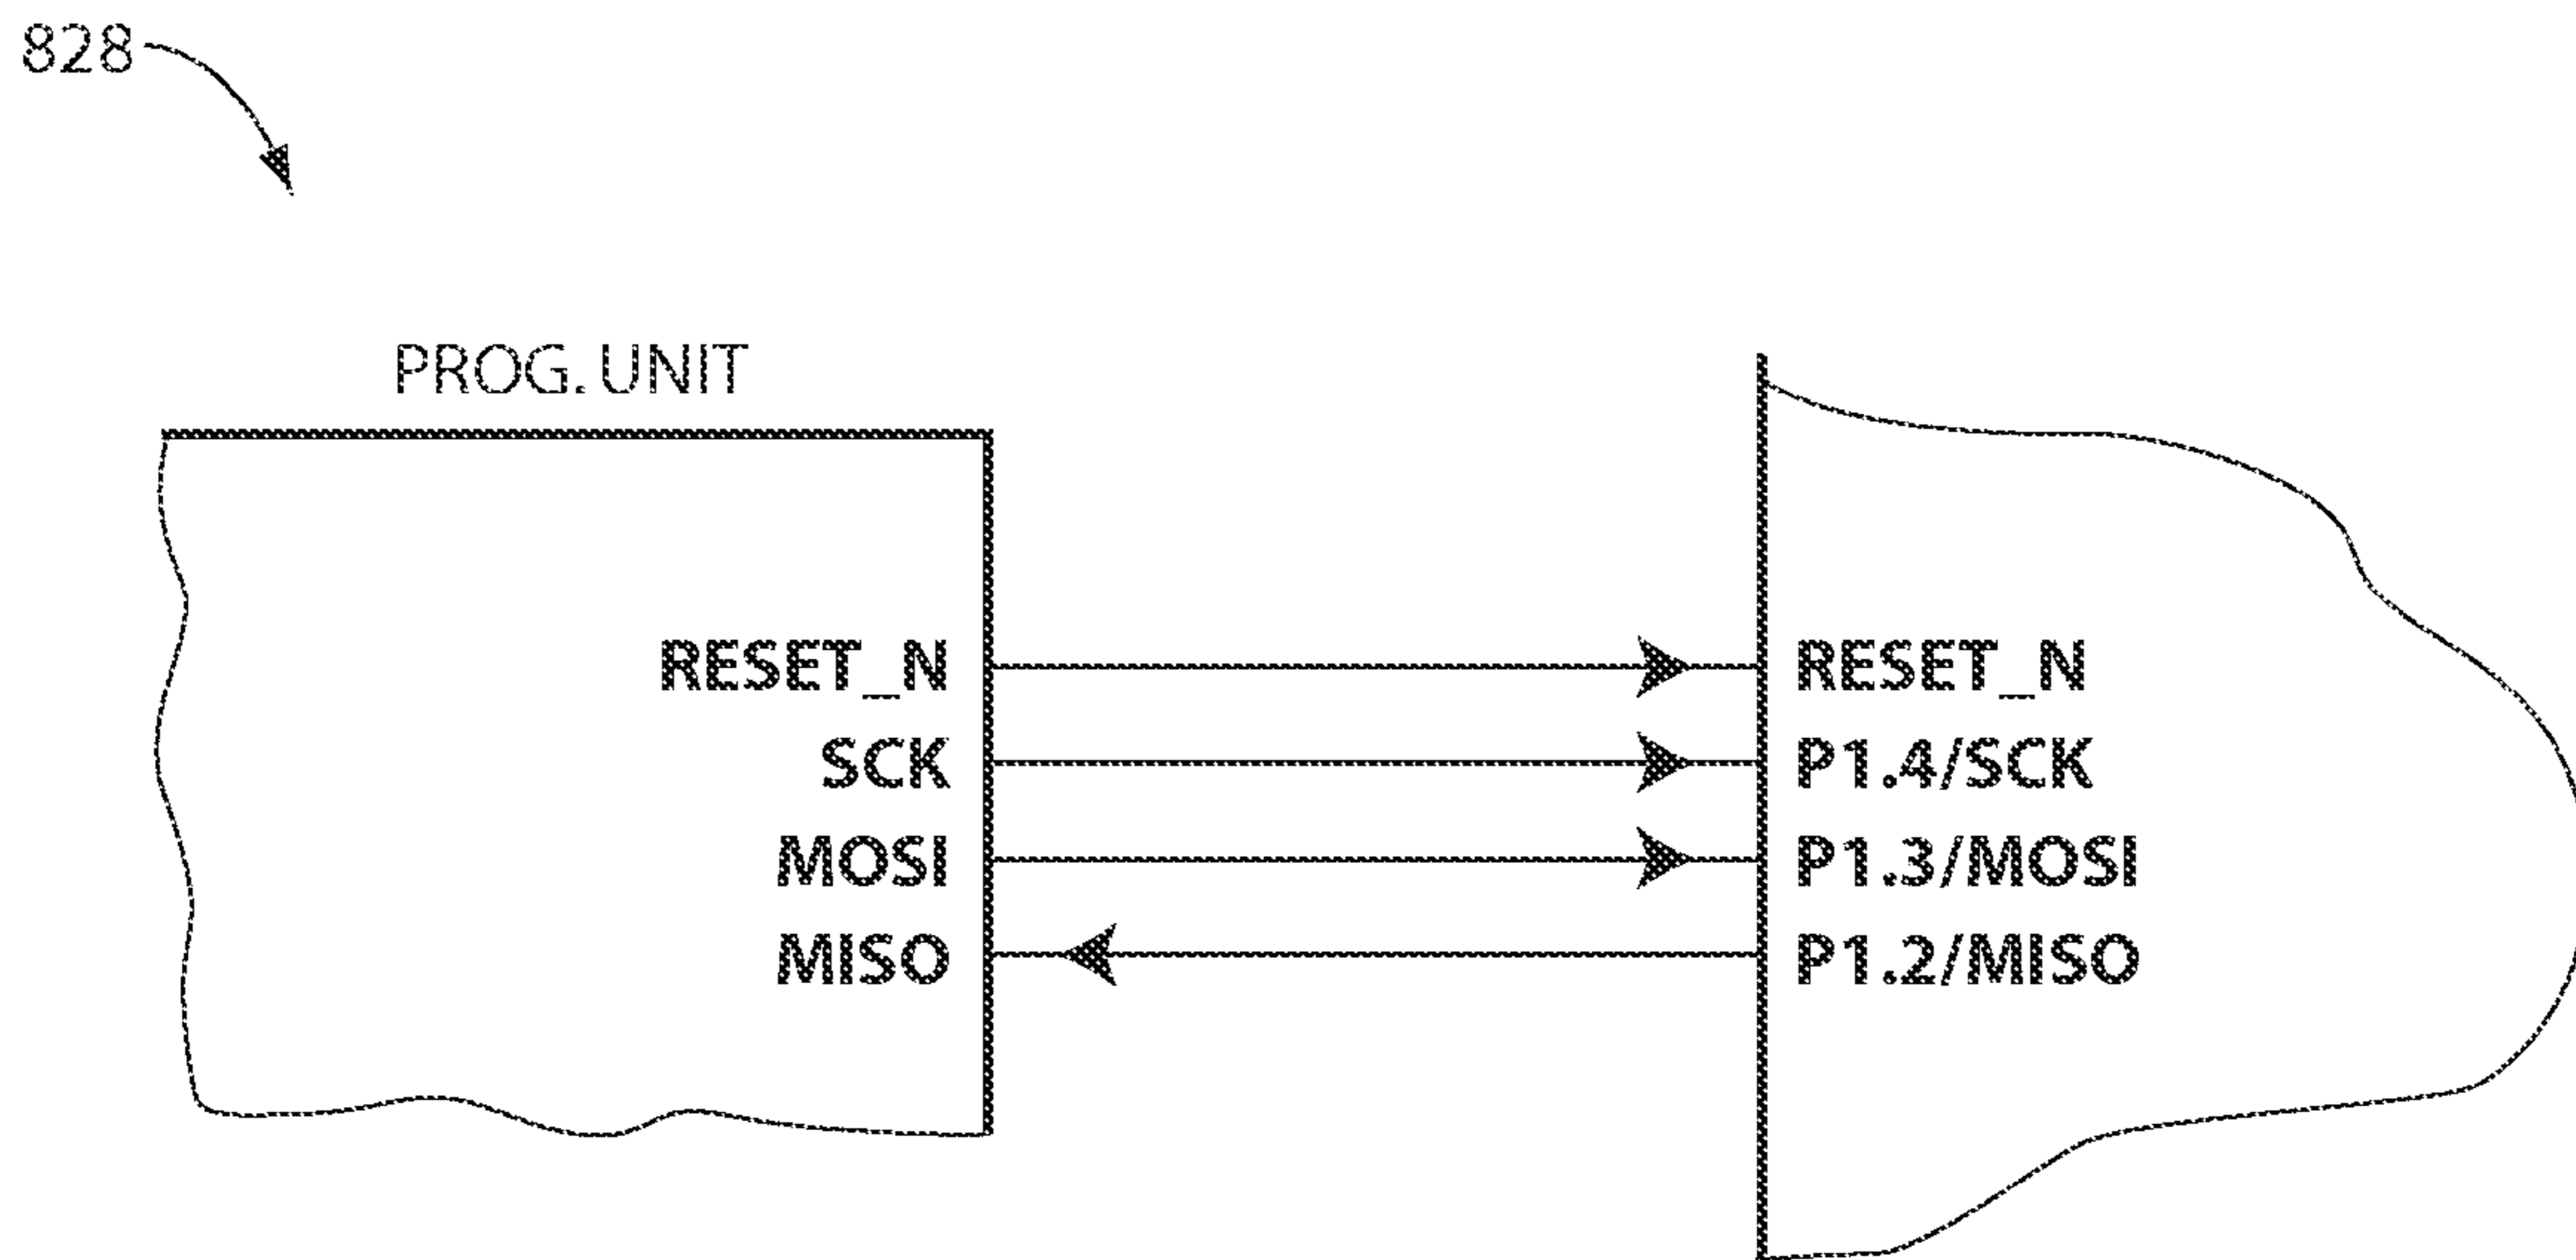 828
PROG. UNIT
RESET_N
SCK
MOSI
MISO
RESET_N
P1.4/SCK
P1.3/MOSI
P1.2/MISO